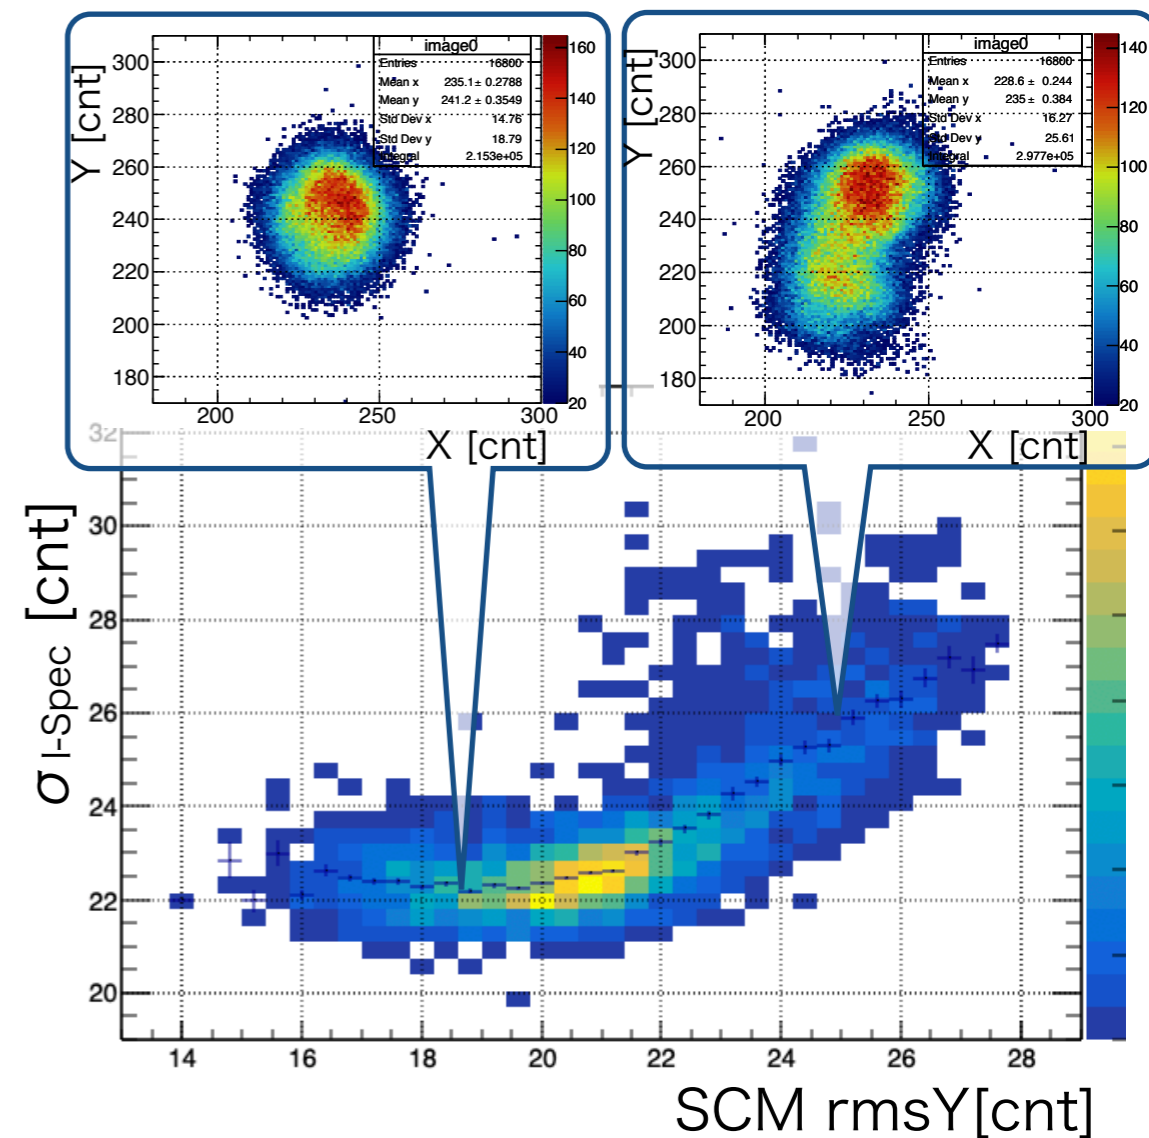 image0
Entries 16800
Mean x 235.1± 0.2788
Mean y 241.2± 0.3549
Std Dev x 14.76
Std Dev y 18.79
Integral 2.153e+05
300
280
260
240
220
200
180
200 250 300
160
140
120
100
80
60
40
20
Y [cnt]
X [cnt]
image0
Entries 16800
Mean x 228.6± 0.244
Mean y 235± 0.384
Std Dev x 16.27
Std Dev y 25.61
Integral 2.977e+05
300
280
260
240
220
200
180
200 250 300
140
120
100
80
60
40
20
Y [cnt]
X [cnt]
32
30
28
26
24
22
20
σ I-Spec [cnt]
14 16 18 20 22 24 26 28
SCM rmsY[cnt]